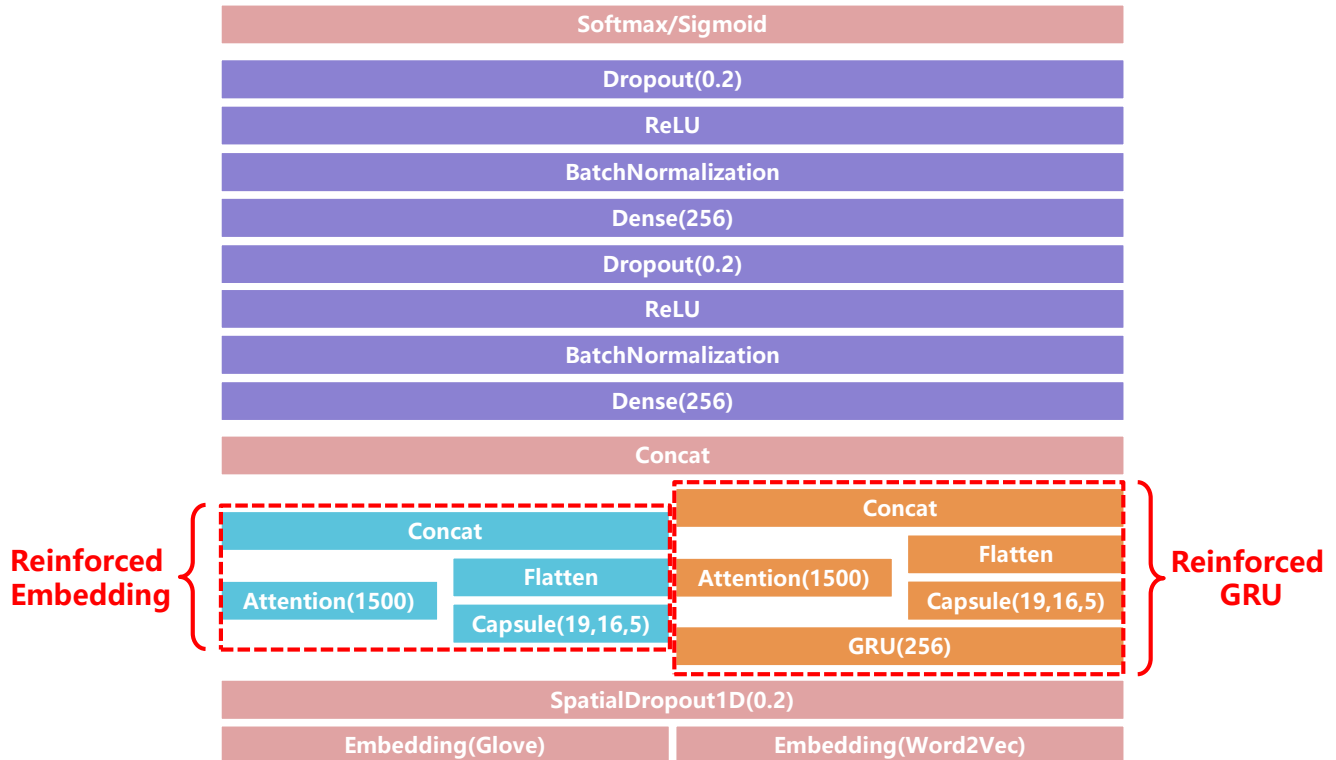 Softmax/Sigmoid
Dropout(0.2)
ReLU
BatchNormalization
Dense(256)
Dropout(0.2)
ReLU
BatchNormalization
Dense(256)
Concat
Reinforced
Embedding
Concat
Flatten
Attention(1500)
Capsule(19,16,5)
Concat
Flatten
Attention(1500)
Capsule(19,16,5)
GRU(256)
Reinforced
GRU
SpatialDropout1D(0.2)
Embedding(Glove)
Embedding(Word2Vec)